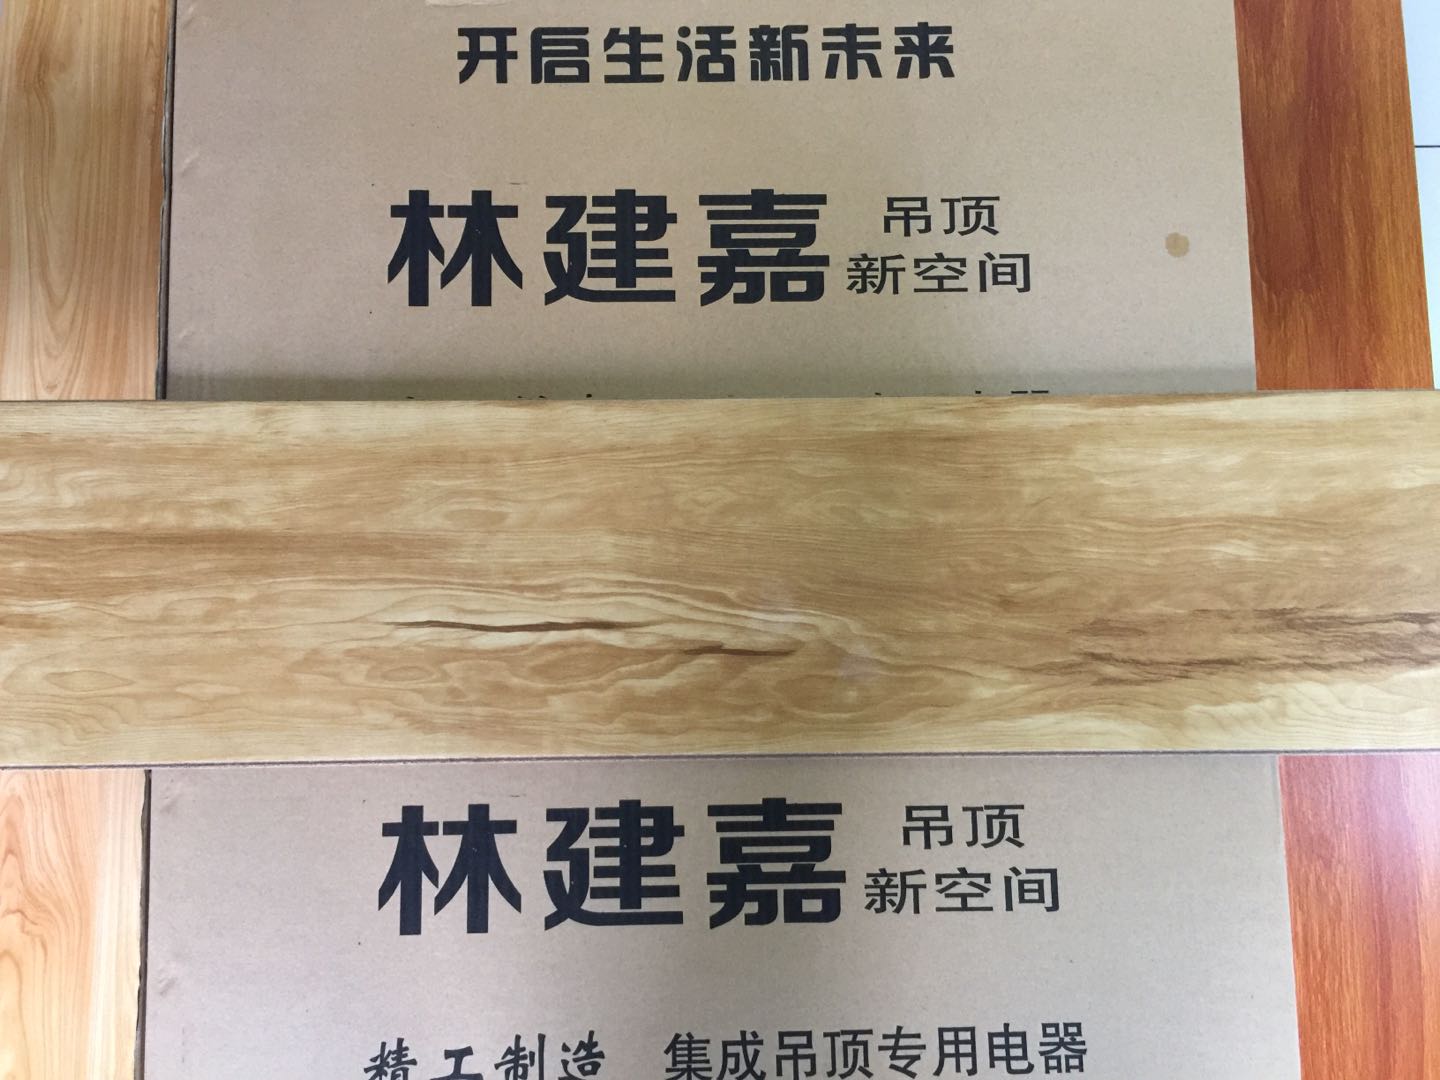 开启生活新未来
林建嘉 吊顶
新空间
林建嘉 吊顶
新空间
精工制造 集成吊顶专用电器